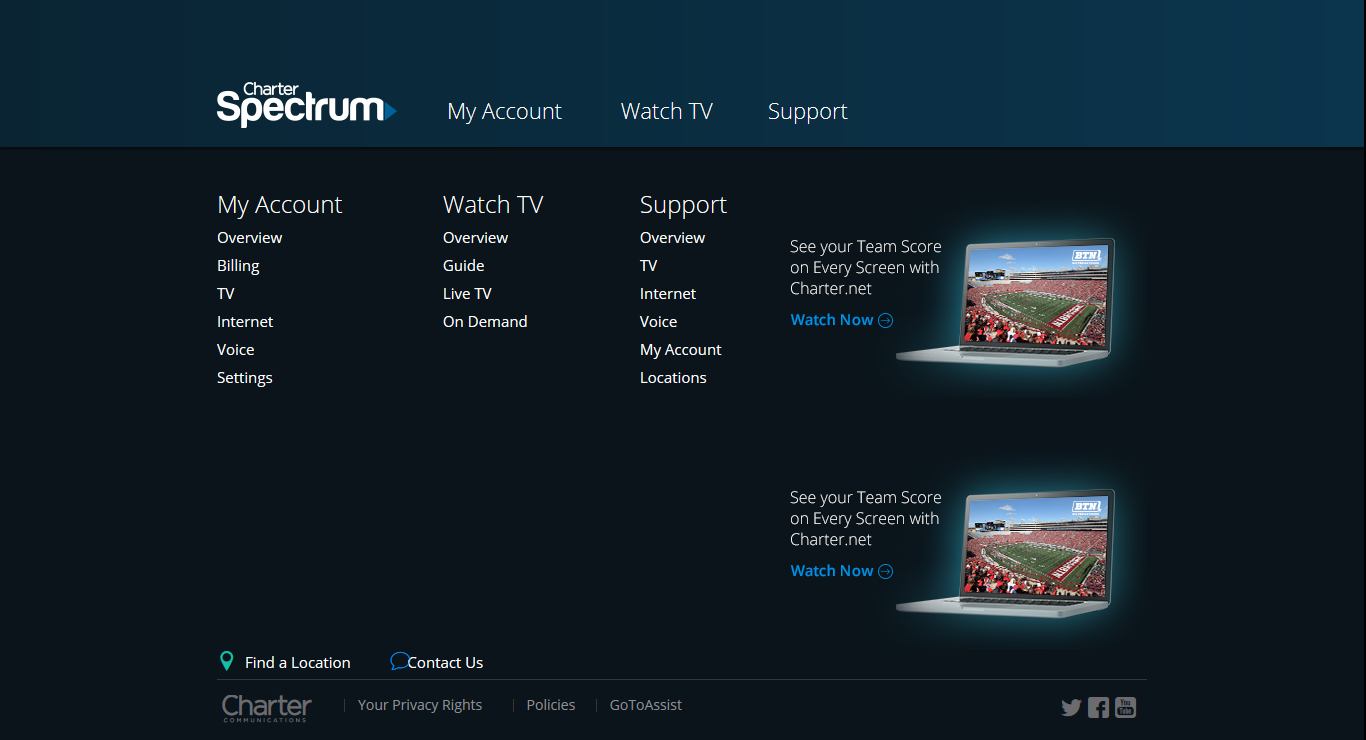 Charter
Spectrum
My Account
Watch TV
Support
My Account
Overview
Billing
TV
Internet
Voice
Settings
Watch TV
Overview
Guide
Live TV
On Demand
Support
Overview
TV
Internet
Voice
My Account
Locations
See your Team Score
on Every Screen with
Charter.net
Watch Now
BTN
See your Team Score
on Every Screen with
Charter.net
Watch Now
BTN
Find a Location
Contact Us
Charter
COMMUNICATIONS
Your Privacy Rights
Policies
GoToAssist
You
Tube